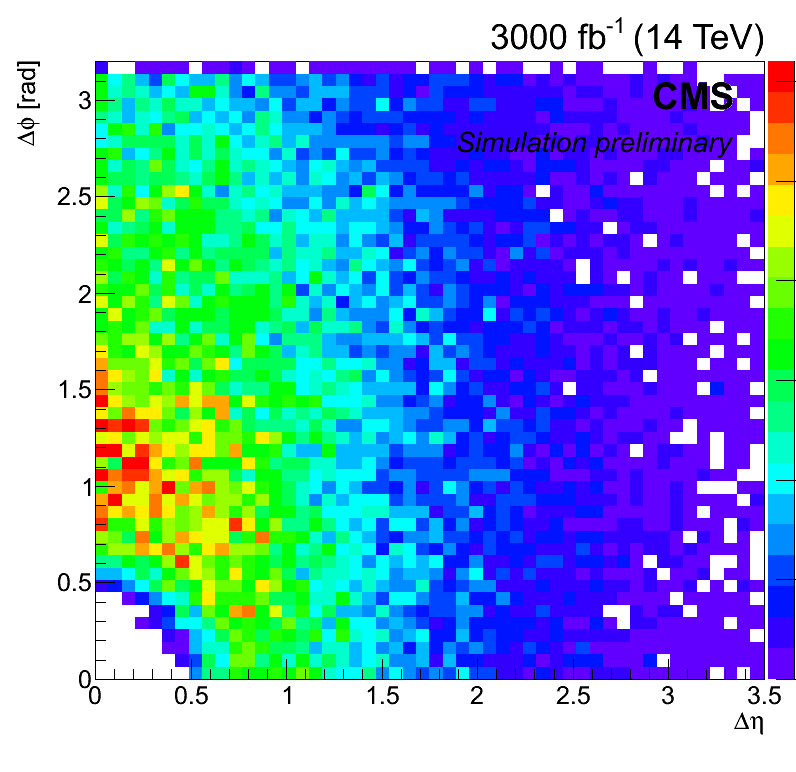 3000 fb-1 (14 TeV)
CMS
Simulation preliminary
Δϕ [rad]
3
2.5
2
1.5
1
0.5
0
0 0.5 1 1.5 2 2.5 3 3.5
Δη